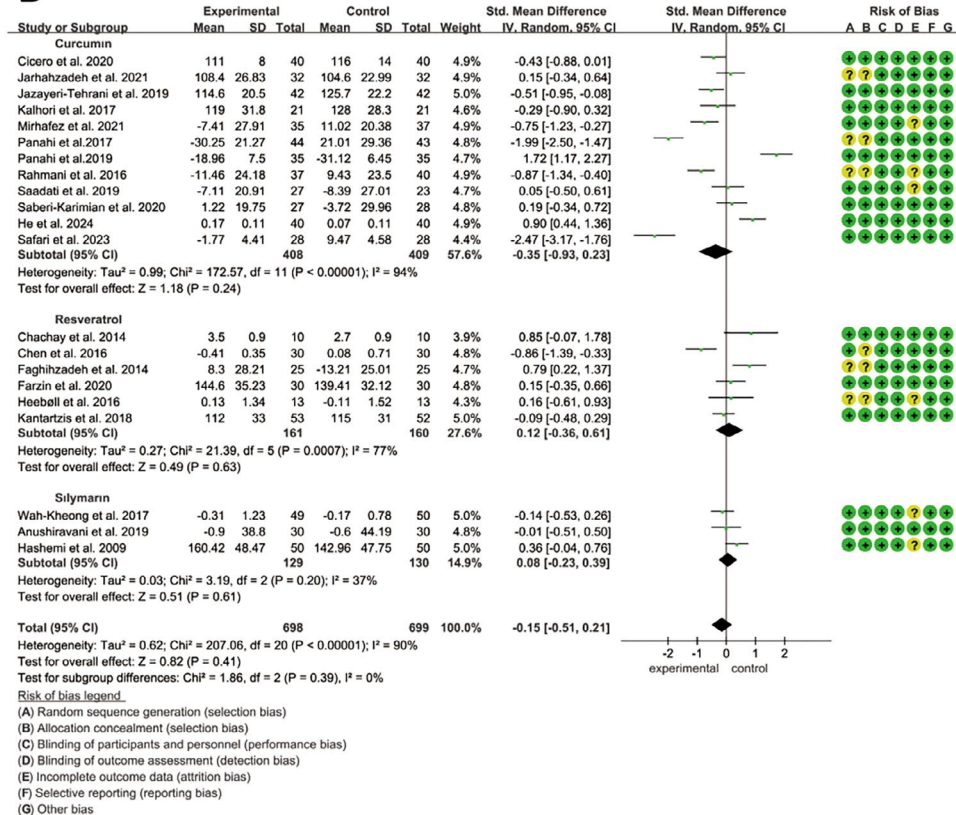 Experimental Control Std. Mean Difference Std. Mean Difference Risk of Bias
Study or Subgroup Mean SD Total Mean SD Total Weight IV, Random, 95% CI IV, Random, 95% CI A B C D E F G
Curcumin
Cicero et al. 2020 111 8 40 116 14 40 4.9% -0.43 [-0.88, 0.01] + + + + + + +
Jarhahzadeh et al. 2021 108.4 26.83 32 104.6 22.99 32 4.9% 0.15 [-0.34, 0.64] ? ? + + + + +
Jazayeri-Tehrani et al. 2019 114.6 20.5 42 125.7 22.2 42 5.0% -0.51 [-0.95, -0.08] + + + + + + +
Kalhori et al. 2017 119 31.8 21 128 28.3 21 4.7% -0.29 [-0.90, 0.32] + + + + + + +
Mirhafez et al. 2021 -7.41 27.91 35 11.02 20.38 37 4.9% -0.75 [-1.23, -0.27] + + + + ? + +
Panahi et al.2017 -30.25 21.27 44 21.01 29.36 43 4.8% -1.99 [-2.50, -1.47] ? ? + + + + +
Panahi et al.2019 -18.96 7.5 35 -31.12 6.45 35 4.8% 1.72 [1.17, 2.27] + + + + + + +
Rahmani et al. 2016 -11.46 24.18 37 9.43 23.5 40 4.9% -0.87 [-1.34, -0.40] ? ? + + ? + +
Saadati et al. 2019 -7.11 20.91 27 -8.39 27.01 23 4.7% 0.05 [-0.50, 0.61] + + + + ? + +
Saberi-Karimian et al. 2020 1.22 19.75 27 -3.72 29.96 28 4.8% 0.19 [-0.34, 0.72] + + + + + + +
He et al. 2024 0.17 0.11 40 0.07 0.11 40 4.9% 0.90 [0.44, 1.36] + + + + + + +
Safari et al. 2023 -1.77 4.41 28 9.47 4.58 28 4.4% -2.47 [-3.17, -1.76] + + + + + + +
Subtotal (95% CI) 408 409 57.6% -0.35 [-0.93, 0.23]
Heterogeneity: Tau² = 0.99; Chi² = 172.57, df = 11 (P < 0.00001); I² = 94%
Test for overall effect: Z = 1.18 (P = 0.24)
Resveratrol
Chachay et al. 2014 3.5 0.9 10 2.7 0.9 10 3.9% 0.85 [-0.07, 1.78] + + + + + + +
Chen et al. 2016 -0.41 0.35 30 0.08 0.71 30 4.8% -0.86 [-1.39, -0.33] + ? + + + + +
Faghihzadeh et al. 2014 8.3 28.21 25 -13.21 25.01 25 4.7% 0.79 [0.22, 1.37] ? ? + + + + +
Farzin et al. 2020 144.6 35.23 30 139.41 32.12 30 4.8% 0.15 [-0.35, 0.66] + + + + + + +
Heebøll et al. 2016 0.13 1.34 13 -0.11 1.52 13 4.2% 0.16 [-0.61, 0.93] ? ? + + ? + +
Kantartzis et al. 2018 112 33 53 115 31 52 5.0% -0.09 [-0.48, 0.29] + + + + + + +
Subtotal (95% CI) 161 160 27.6% 0.12 [-0.36, 0.61]
Heterogeneity: Tau² = 0.27; Chi² = 21.39, df = 5 (P = 0.0007); I² = 77%
Test for overall effect: Z = 0.49 (P = 0.63)
Silymarin
Wah-Kheong et al. 2017 -0.31 1.23 49 -0.17 0.78 50 5.0% -0.14 [-0.53, 0.26] + + + + ? + +
Anushiravani et al. 2019 -0.9 38.8 30 -0.6 44.19 30 4.8% -0.01 [-0.51, 0.50] + + + + + + +
Hashemi et al. 2009 160.42 48.47 50 142.96 47.75 50 5.0% 0.36 [-0.04, 0.76] + + + + ? + +
Subtotal (95% CI) 129 130 14.9% 0.08 [-0.23, 0.39]
Heterogeneity: Tau² = 0.03; Chi² = 3.19, df = 2 (P = 0.20); I² = 37%
Test for overall effect: Z = 0.51 (P = 0.61)
Total (95% CI) 698 699 100.0% -0.15 [-0.51, 0.21]
Heterogeneity: Tau² = 0.62; Chi² = 207.06, df = 20 (P < 0.00001); I² = 90%
Test for overall effect: Z = 0.82 (P = 0.41)
Test for subgroup differences: Chi² = 1.86, df = 2 (P = 0.39), I² = 0%
-2 -1 0 1 2
experimental control
Risk of bias legend
(A) Random sequence generation (selection bias)
(B) Allocation concealment (selection bias)
(C) Blinding of participants and personnel (performance bias)
(D) Blinding of outcome assessment (detection bias)
(E) Incomplete outcome data (attrition bias)
(F) Selective reporting (reporting bias)
(G) Other bias